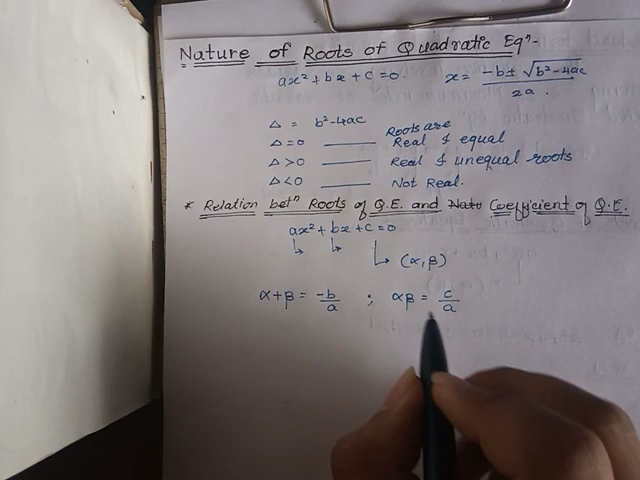 Nature of Roots of Quadratic Eqⁿ-
ax² + bx + c = 0. x = -b ± √b² - 4ac / 2a.
Δ = b² - 4ac
Roots are
Δ = 0 —— Real & equal
Δ > 0 —— Real & unequal roots
Δ < 0 —— Not Real.
* Relation betⁿ Roots of Q.E. and Natu Coefficient of Q.E.
ax² + bx + c = 0
(α, β)
α + β = -b/a ; αβ = c/a